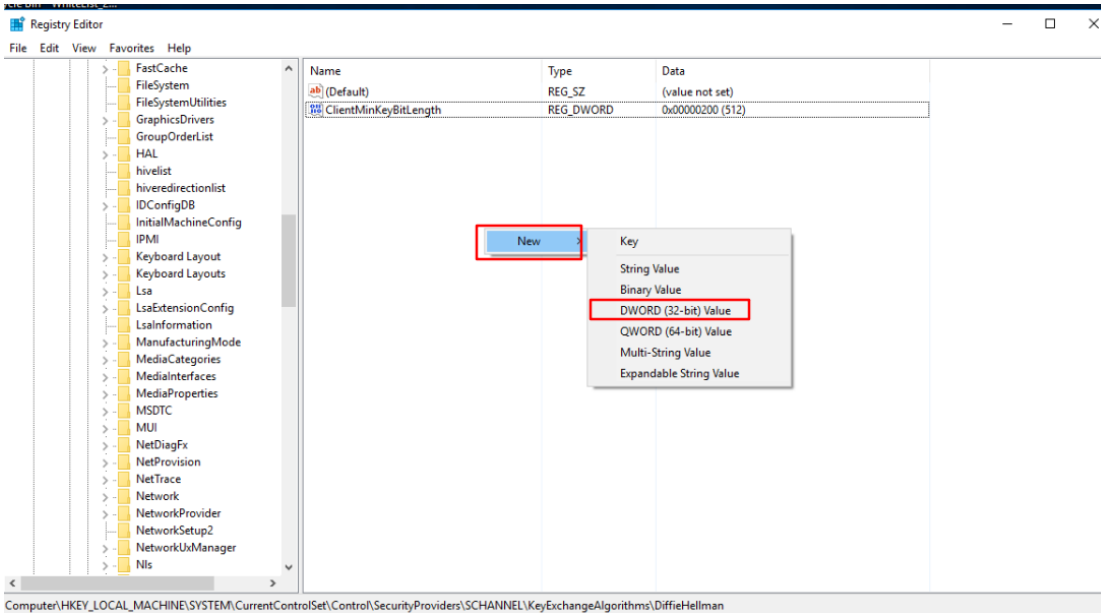 Registry Editor
File Edit View Favorites Help
FastCache
FileSystem
FileSystemUtilities
GraphicsDrivers
GroupOrderList
HAL
hivelist
hiveredirectionlist
IDConfigDB
InitialMachineConfig
IPMI
Keyboard Layout
Keyboard Layouts
Lsa
LsaExtensionConfig
LsaInformation
ManufacturingMode
MediaCategories
MediaInterfaces
MediaProperties
MSDTC
MUI
NetDiagFx
NetProvision
NetTrace
Network
NetworkProvider
NetworkSetup2
NetworkUxManager
Nls
Name Type Data
ab (Default) REG_SZ (value not set)
ClientMinKeyBitLength REG_DWORD 0x00000200 (512)
New
Key
String Value
Binary Value
DWORD (32-bit) Value
QWORD (64-bit) Value
Multi-String Value
Expandable String Value
Computer\HKEY_LOCAL_MACHINE\SYSTEM\CurrentControlSet\Control\SecurityProviders\SCHANNEL\KeyExchangeAlgorithms\DiffieHellman